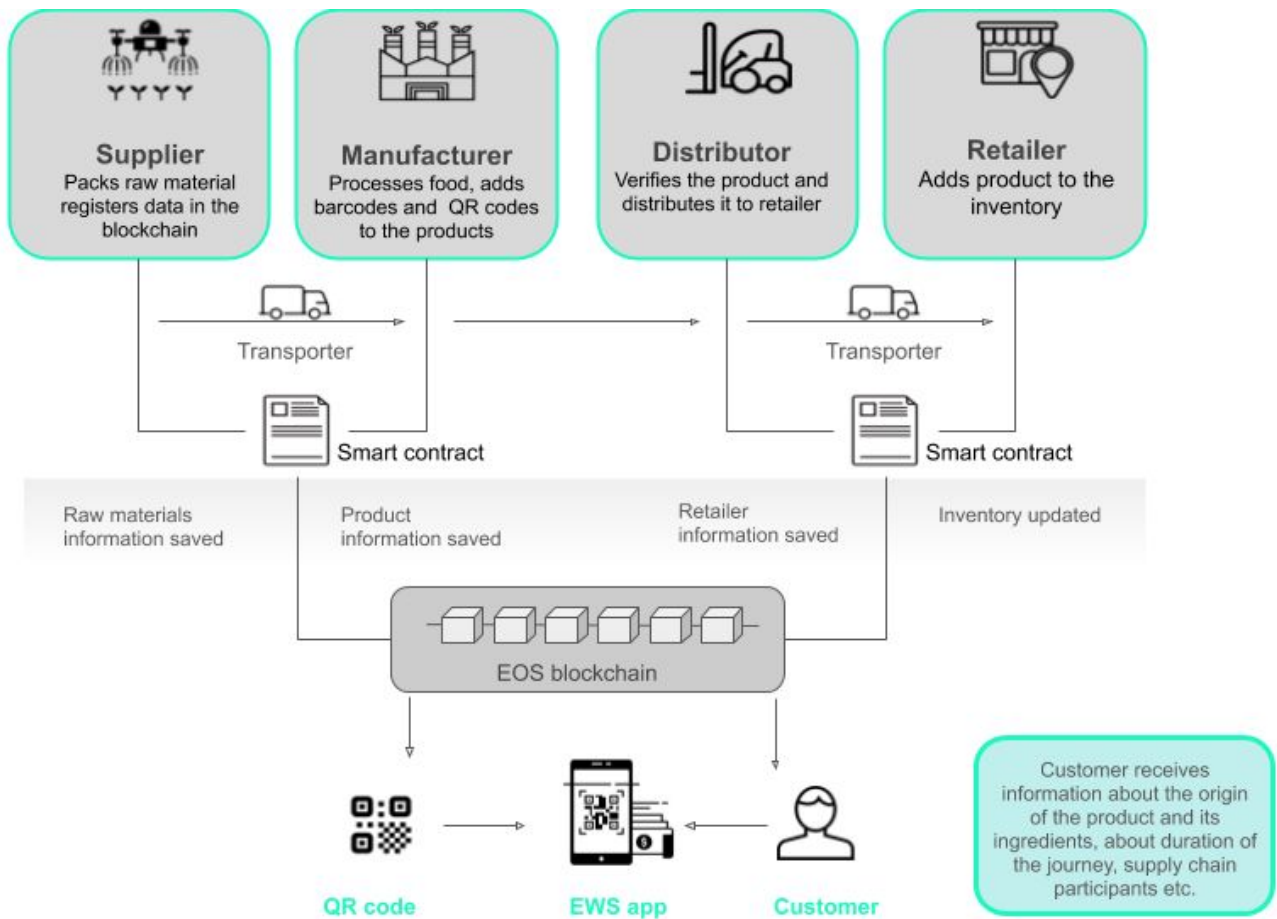 Supplier
Packs raw material
registers data in the
blockchain
Manufacturer
Processes food, adds
barcodes and QR codes
to the products
Distributor
Verifies the product and
distributes it to retailer
Retailer
Adds product to the
inventory
Transporter
Transporter
Smart contract
Smart contract
Raw materials
information saved
Product
information saved
Retailer
information saved
Inventory updated
EOS blockchain
QR code
EWS app
Customer
Customer receives
information about the origin
of the product and its
ingredients, about duration of
the journey, supply chain
participants etc.